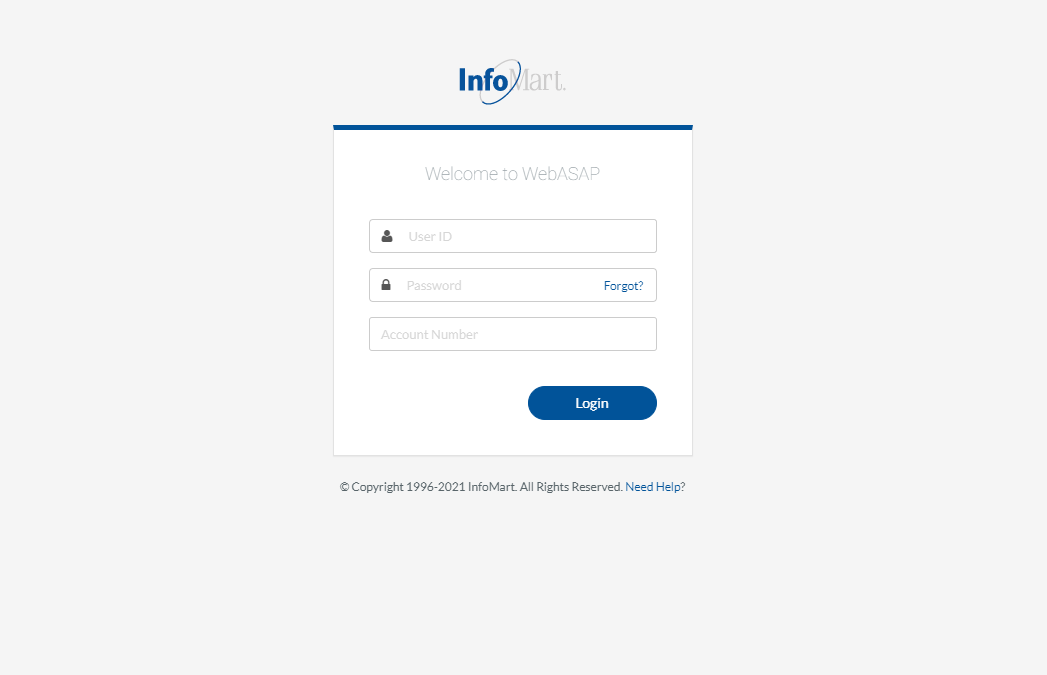 InfoMart.
Welcome to WebASAP
User ID
Password Forgot?
Account Number
Login
© Copyright 1996-2021 InfoMart. All Rights Reserved. Need Help?